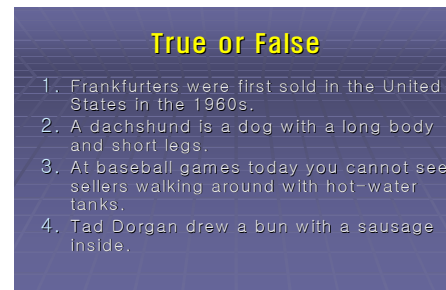 True or False
1. Frankfurters were first sold in the United
States in the 1960s.
2. A dachshund is a dog with a long body
and short legs.
3. At baseball games today you cannot see
sellers walking around with hot-water
tanks.
4. Tad Dorgan drew a bun with a sausage
inside.